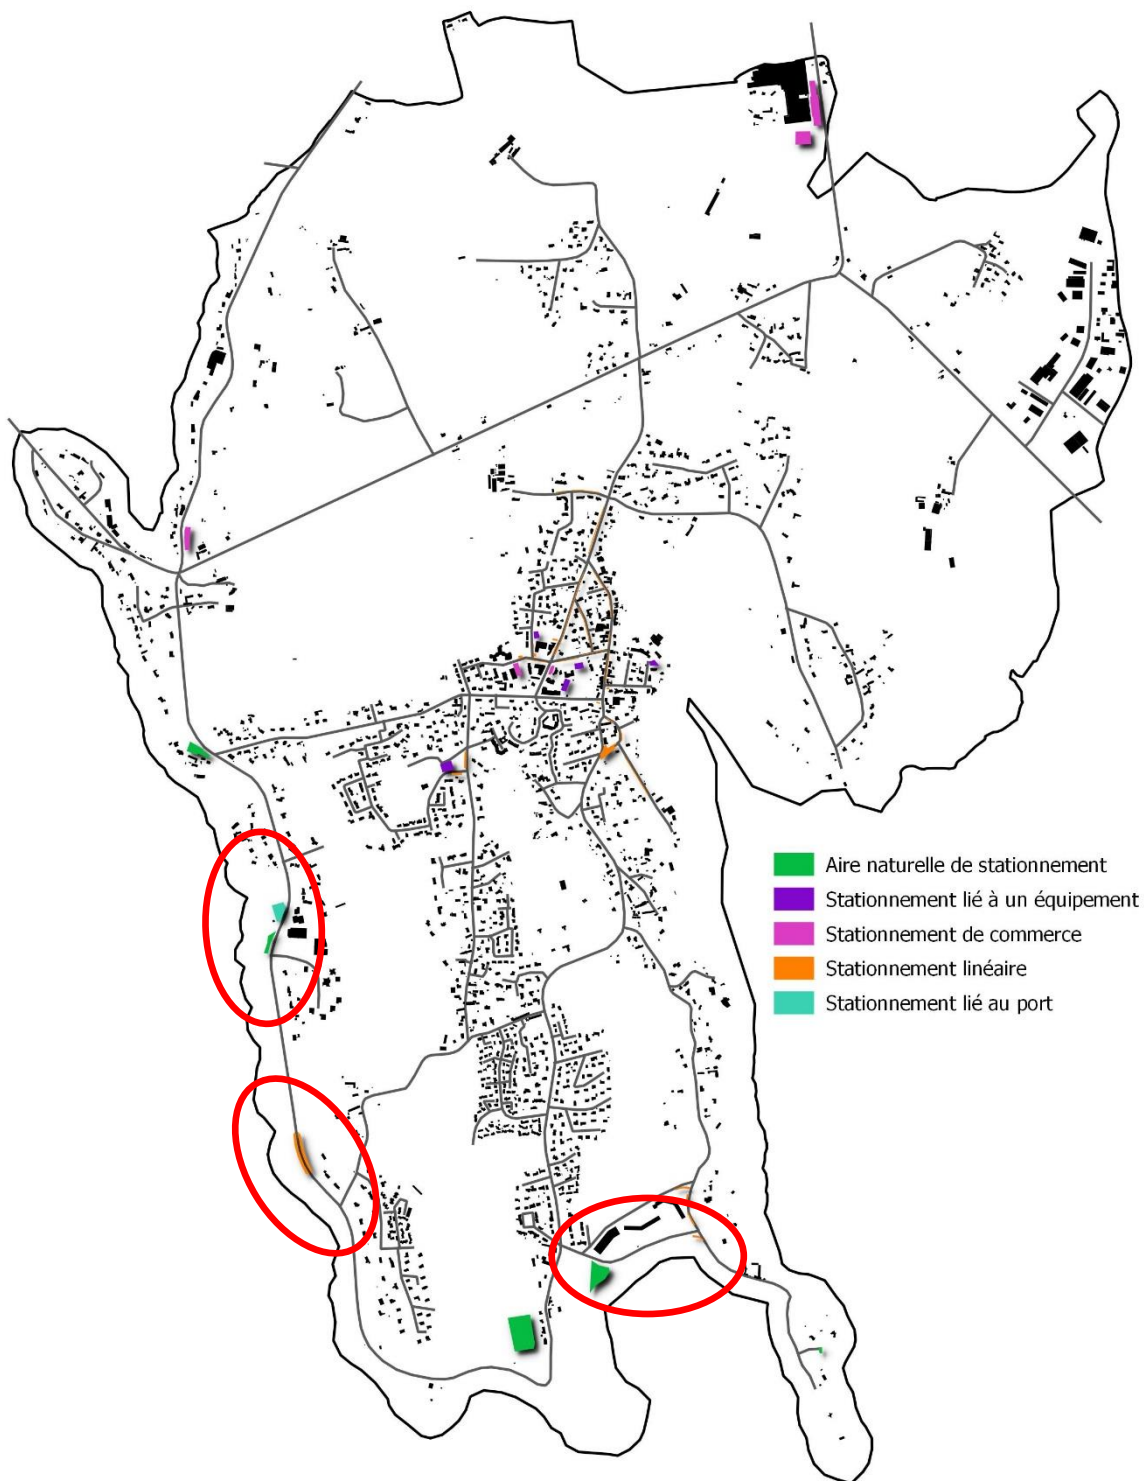 Aire naturelle de stationnement
Stationnement lié à un équipement
Stationnement de commerce
Stationnement linéaire
Stationnement lié au port